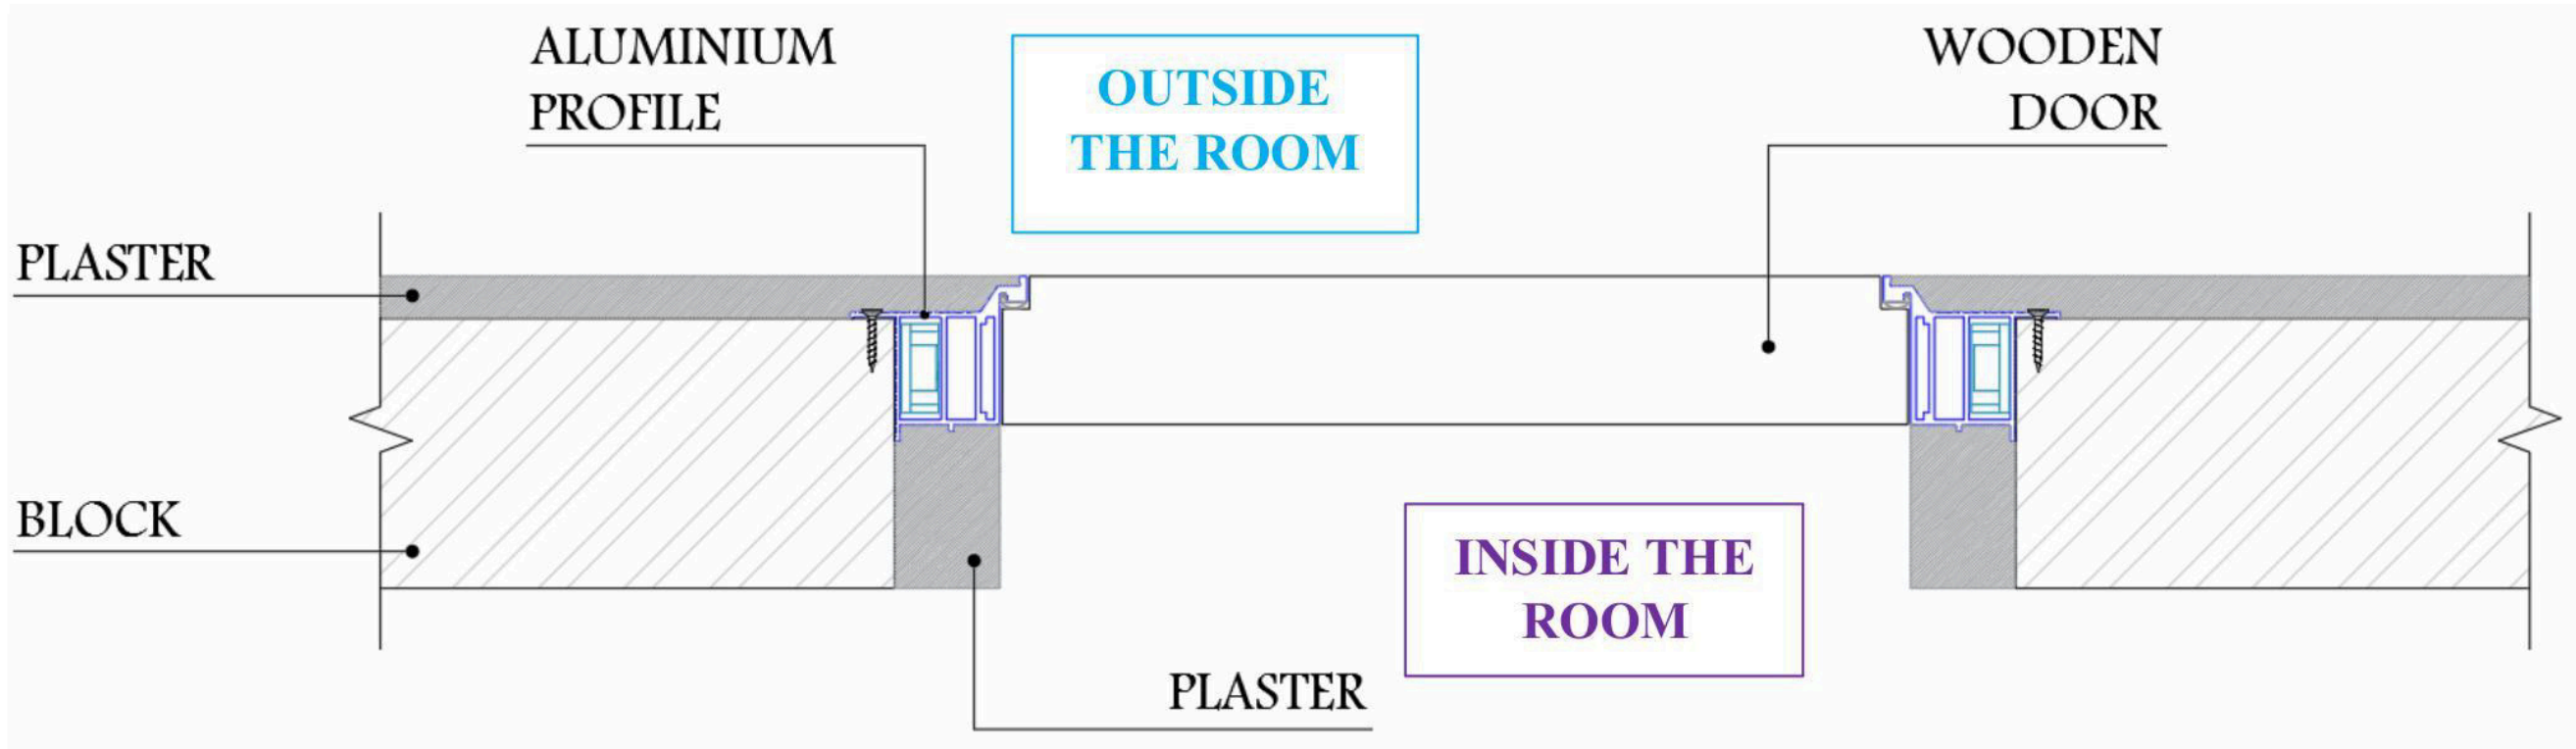 ALUMINIUM
PROFILE
OUTSIDE
THE ROOM
WOODEN
DOOR
PLASTER
BLOCK
INSIDE THE
ROOM
PLASTER